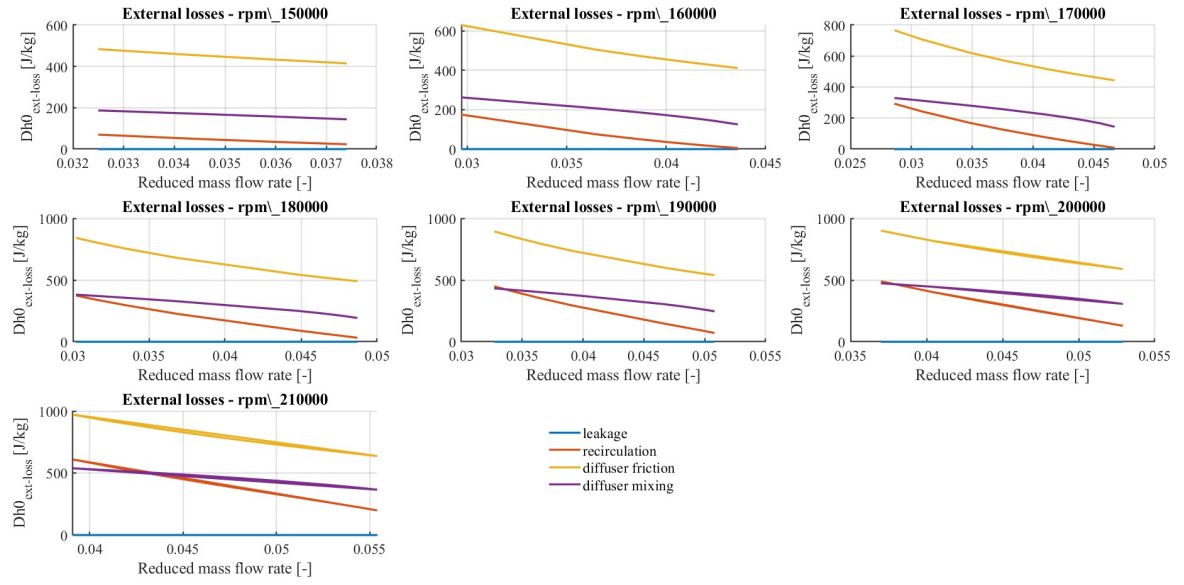 External losses - rpm\_150000
600
400
200
0
0.032 0.033 0.034 0.035 0.036 0.037 0.038
Reduced mass flow rate [-]
Dh0ext-loss [J/kg]
External losses - rpm\_160000
600
400
200
0
0.03 0.035 0.04 0.045
Reduced mass flow rate [-]
Dh0ext-loss [J/kg]
External losses - rpm\_170000
800
600
400
200
0
0.025 0.03 0.035 0.04 0.045 0.05
Reduced mass flow rate [-]
Dh0ext-loss [J/kg]
External losses - rpm\_180000
1000
500
0
0.03 0.035 0.04 0.045 0.05
Reduced mass flow rate [-]
Dh0ext-loss [J/kg]
External losses - rpm\_190000
1000
500
0
0.03 0.035 0.04 0.045 0.05 0.055
Reduced mass flow rate [-]
Dh0ext-loss [J/kg]
External losses - rpm\_200000
1000
500
0
0.035 0.04 0.045 0.05 0.055
Reduced mass flow rate [-]
Dh0ext-loss [J/kg]
External losses - rpm\_210000
1000
500
0
0.04 0.045 0.05 0.055
Reduced mass flow rate [-]
Dh0ext-loss [J/kg]
leakage
recirculation
diffuser friction
diffuser mixing